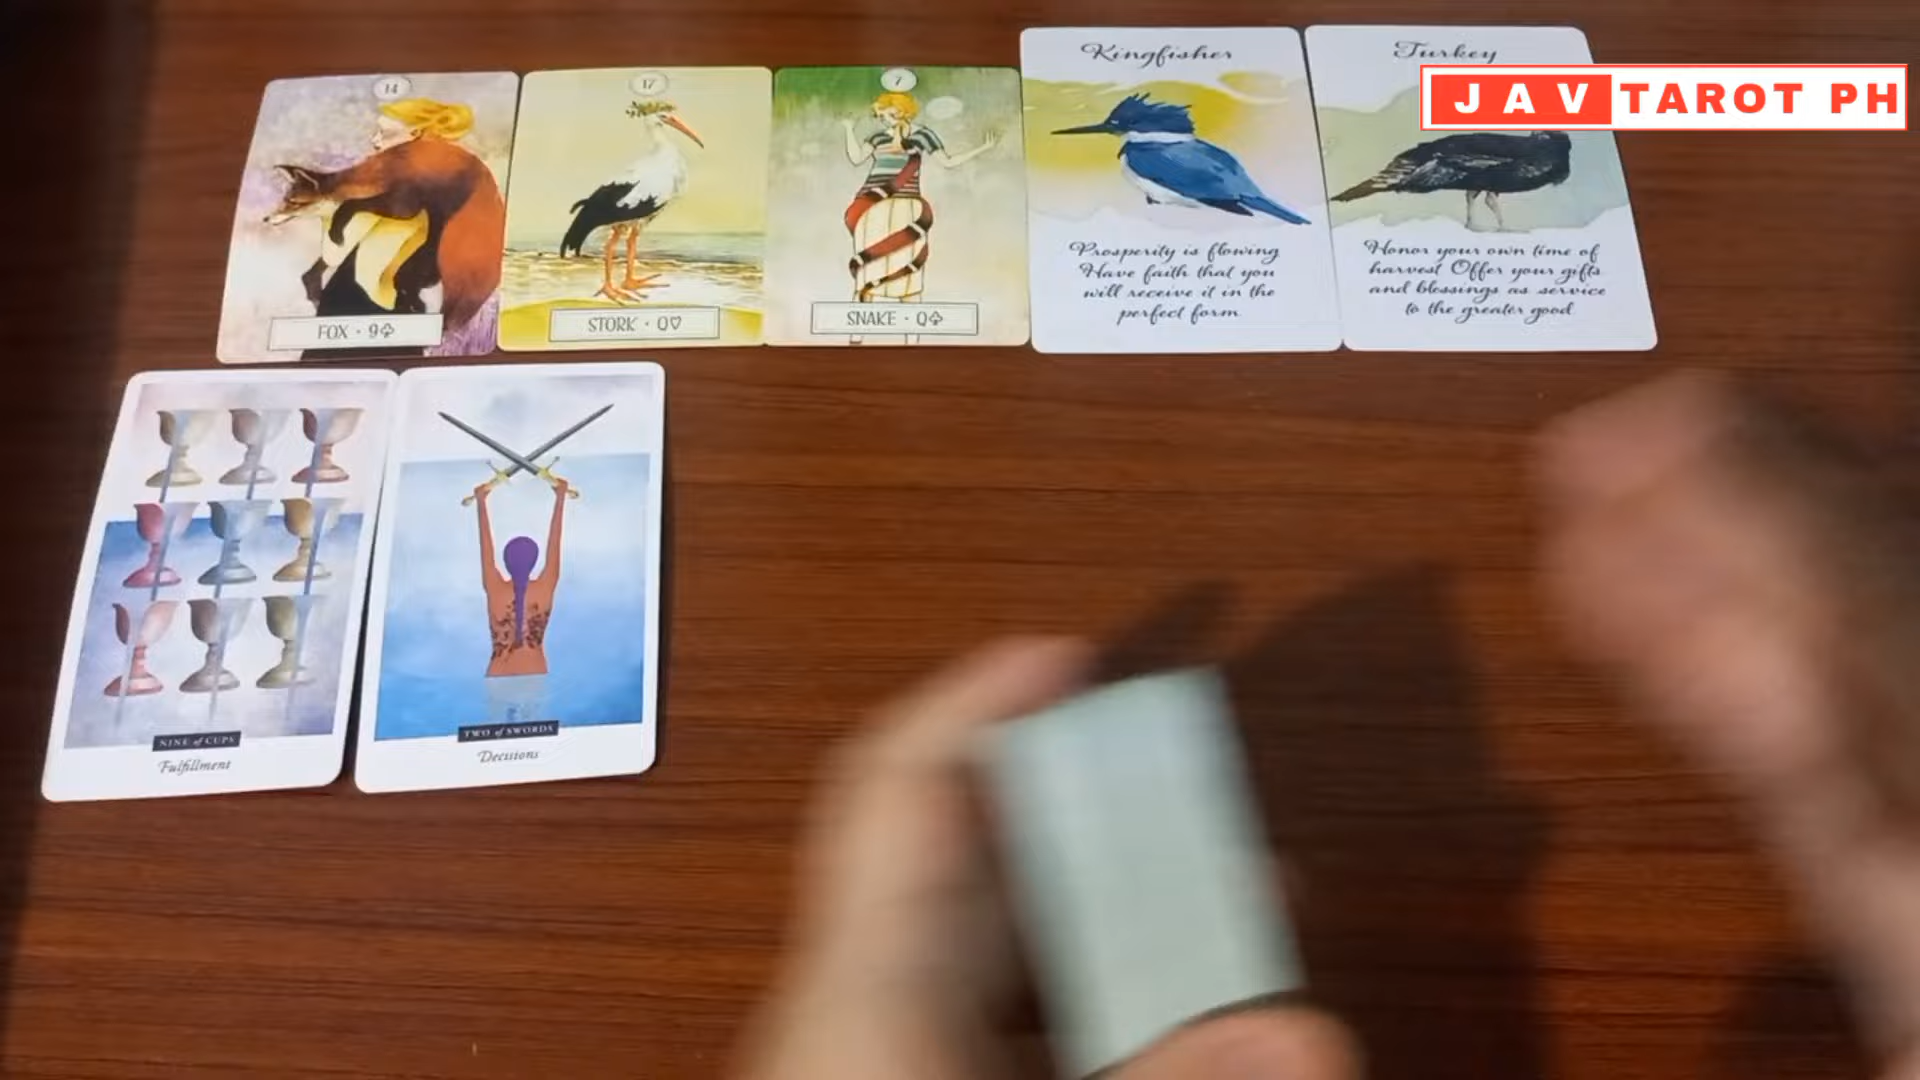 Kingfisher
Turkey
JAV TAROT PH
14
17
7
Prosperity is flowing
Have faith that you
will receive it in the
perfect form
Honor your own time of
harvest Offer your gifts
and blessings as service
to the greater good
FOX • 9♧
STORK • Q♡
SNAKE • Q♧
NINE of CUPS
Fulfillment
TWO of SWORDS
Decisions